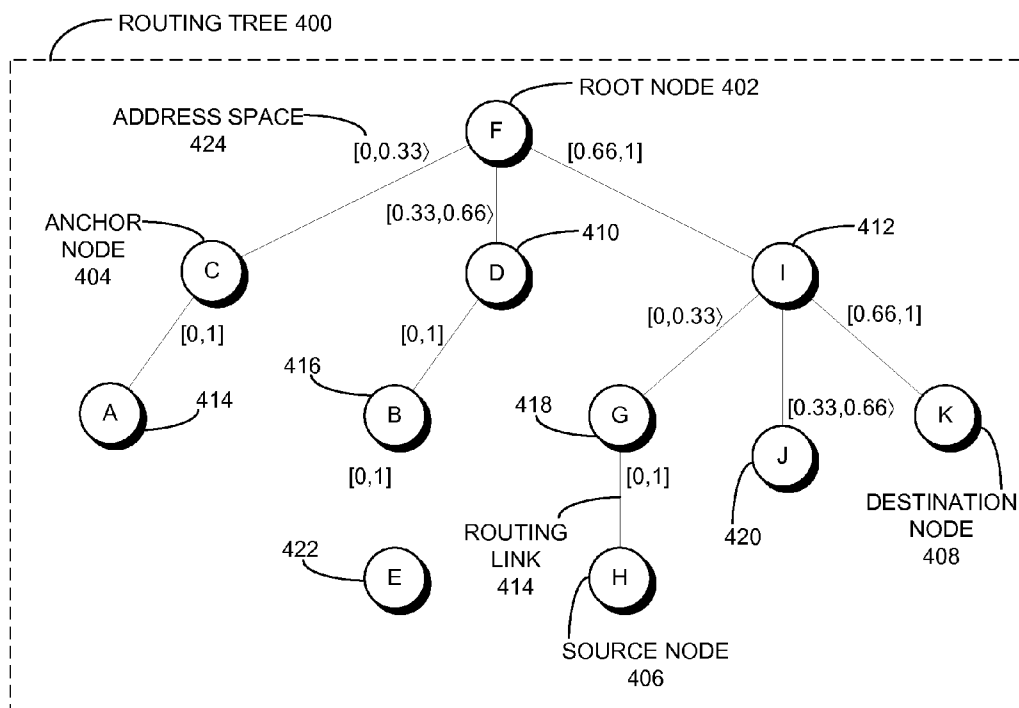 ROUTING TREE 400
ROOT NODE 402
ADDRESS SPACE
424
F
[0,0.33⟩
[0.66,1]
[0.33,0.66⟩
410
412
ANCHOR
NODE
404
C
D
I
[0,1]
[0,1]
[0,0.33⟩
[0.66,1]
416
414
418
A
B
G
[0.33,0.66⟩
K
J
[0,1]
[0,1]
DESTINATION
NODE
408
ROUTING
LINK
414
420
422
E
H
SOURCE NODE
406